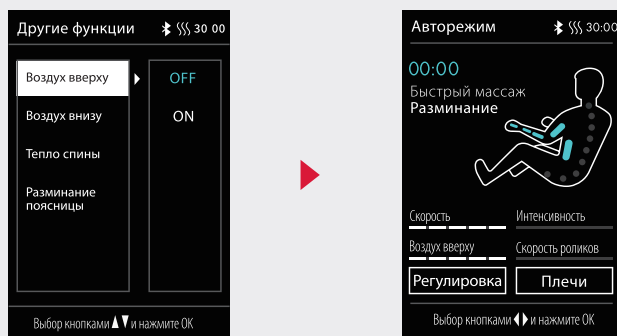 Другие функции 30 00
Воздух вверху
OFF
Воздух внизу
ON
Тепло спины
Разминание
поясницы
Выбор кнопками и нажмите OK
Авторежим 30:00
00:00
Быстрый массаж
Разминание
Скорость
Интенсивность
Воздух вверху
Скорость роликов
Регулировка
Плечи
Выбор кнопками и нажмите OK